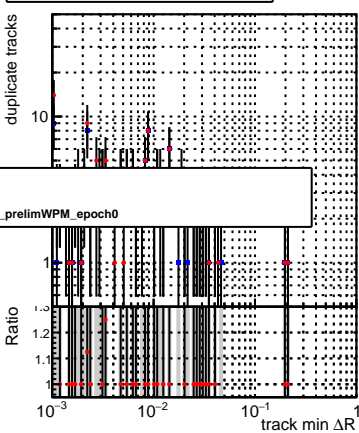 duplicate tracks
10
_prelimWPM_epoch0
1
Ratio
1.3
1.2
1.1
1
10⁻³ 10⁻² 10⁻¹ 1
track min ΔR